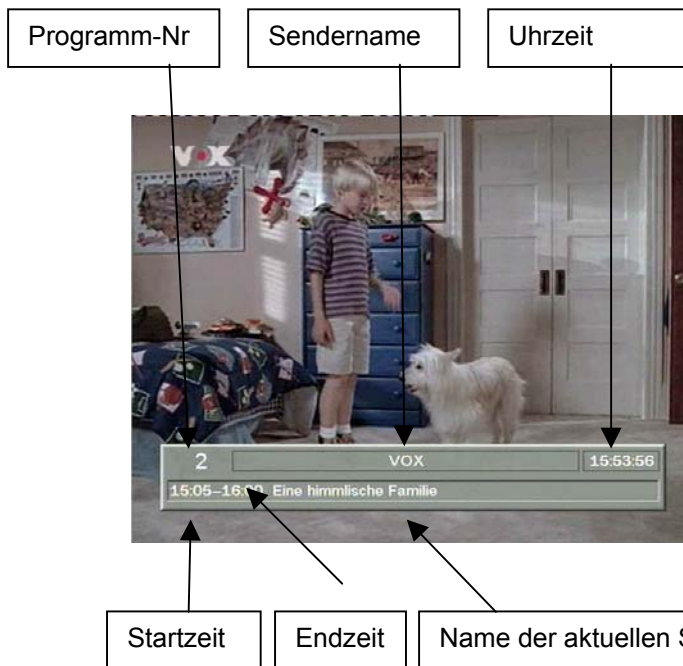 Programm-Nr
Sendername
Uhrzeit
VOX
2
VOX
15:53:56
15:05–16:00 Eine himmlische Familie
Startzeit
Endzeit
Name der aktuellen S